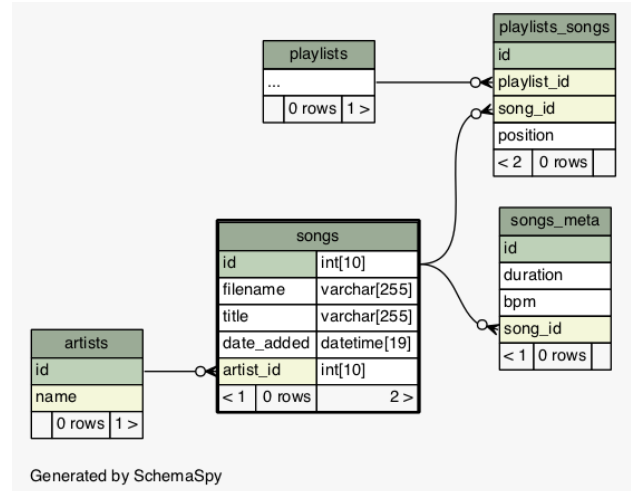 playlists_songs
id
playlist_id
song_id
position
< 2 0 rows
playlists
...
0 rows 1 >
songs_meta
id
duration
bpm
song_id
< 1 0 rows
songs
id int[10]
filename varchar[255]
title varchar[255]
date_added datetime[19]
artist_id int[10]
< 1 0 rows 2 >
artists
id
name
0 rows 1 >
Generated by SchemaSpy